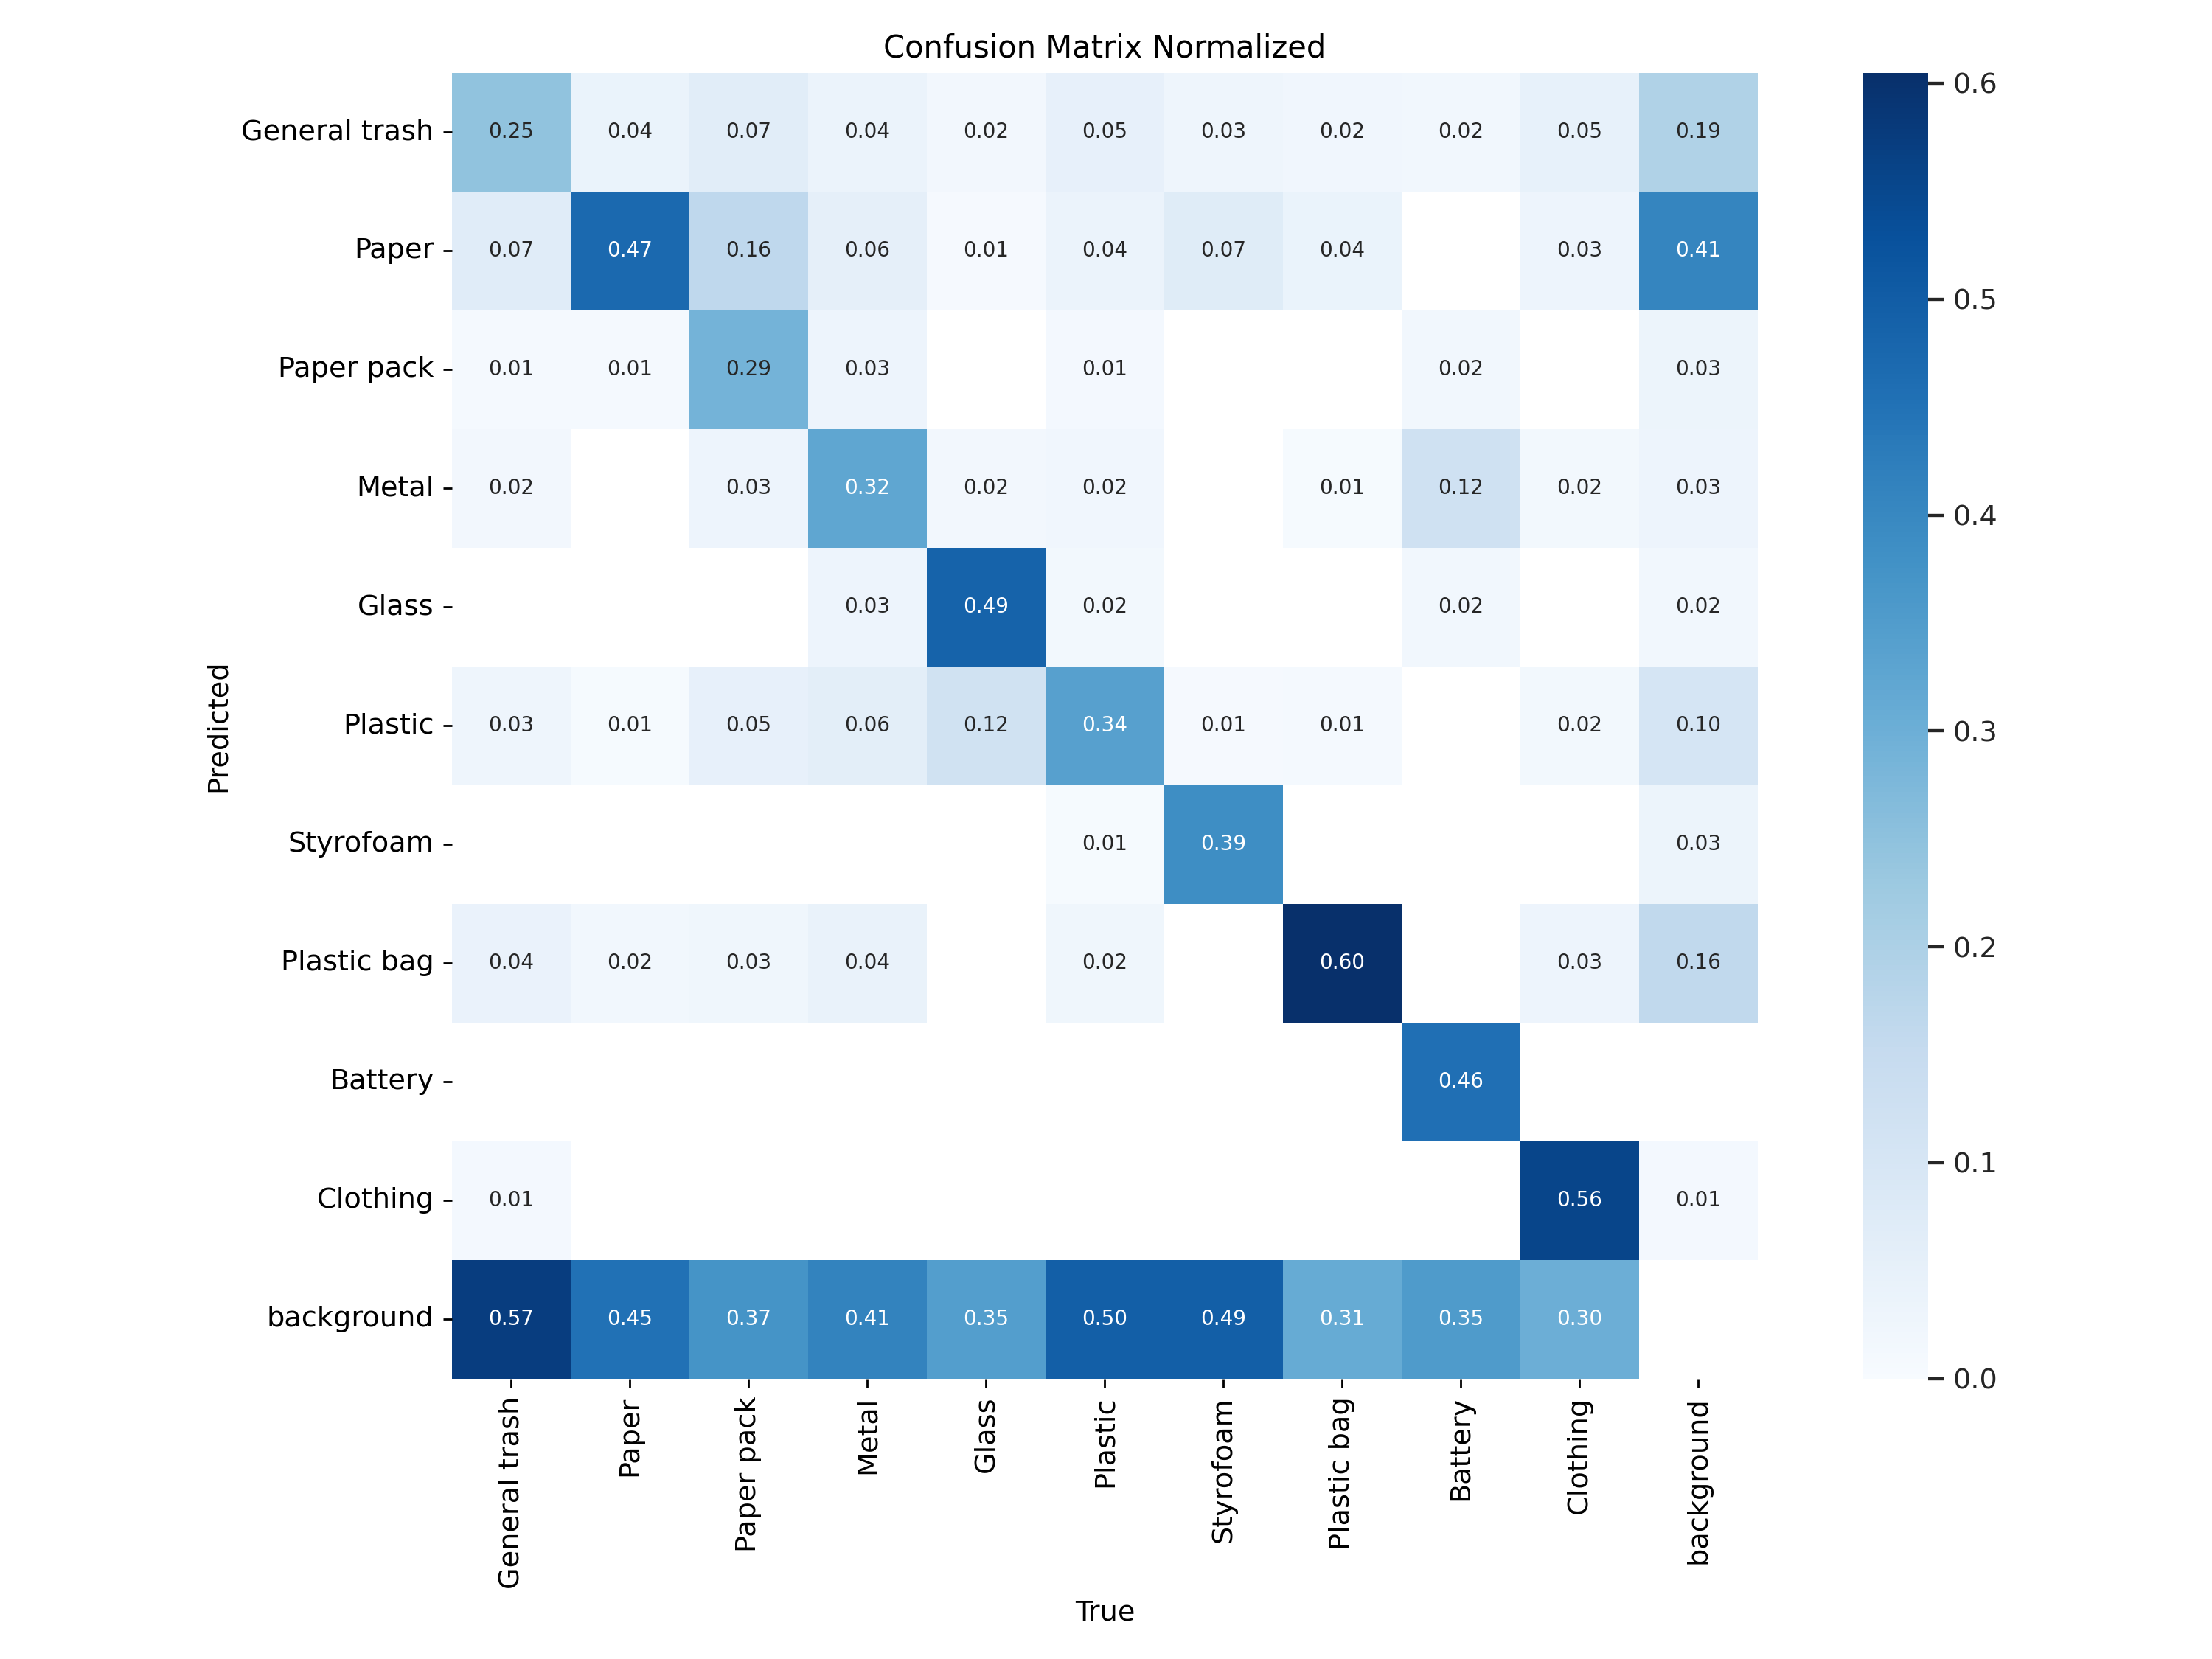 Confusion Matrix Normalized
General trash 0.25 0.04 0.07 0.04 0.02 0.05 0.03 0.02 0.02 0.05 0.19
Paper 0.07 0.47 0.16 0.06 0.01 0.04 0.07 0.04 0.03 0.41
Paper pack 0.01 0.01 0.29 0.03 0.01 0.02 0.03
Metal 0.02 0.03 0.32 0.02 0.02 0.01 0.12 0.02 0.03
Glass 0.03 0.49 0.02 0.02 0.02
Plastic 0.03 0.01 0.05 0.06 0.12 0.34 0.01 0.01 0.02 0.10
Styrofoam 0.01 0.39 0.03
Plastic bag 0.04 0.02 0.03 0.04 0.02 0.60 0.03 0.16
Battery 0.46
Clothing 0.01 0.56 0.01
background 0.57 0.45 0.37 0.41 0.35 0.50 0.49 0.31 0.35 0.30
Predicted
General trash
Paper
Paper pack
Metal
Glass
Plastic
Styrofoam
Plastic bag
Battery
Clothing
background
True
0.6
0.5
0.4
0.3
0.2
0.1
0.0